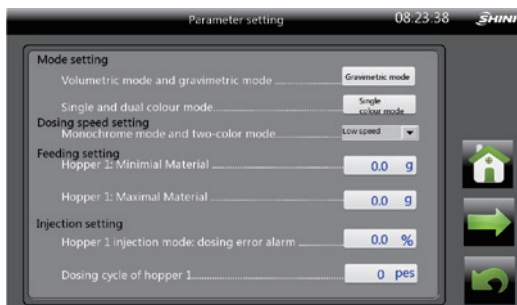 Parameter setting 08.23:38 SHINI
Mode setting
Volumetric mode and gravimetric mode Gravimetric mode
Single and dual colour mode Single colour mode
Dosing speed setting
Monochrome mode and two-color mode Low speed
Feeding setting
Hopper 1: Minimial Material 0.0 g
Hopper 1: Maximal Material 0.0 g
Injection setting
Hopper 1 injection mode: dosing error alarm 0.0 %
Dosing cycle of hopper 1 0 pes